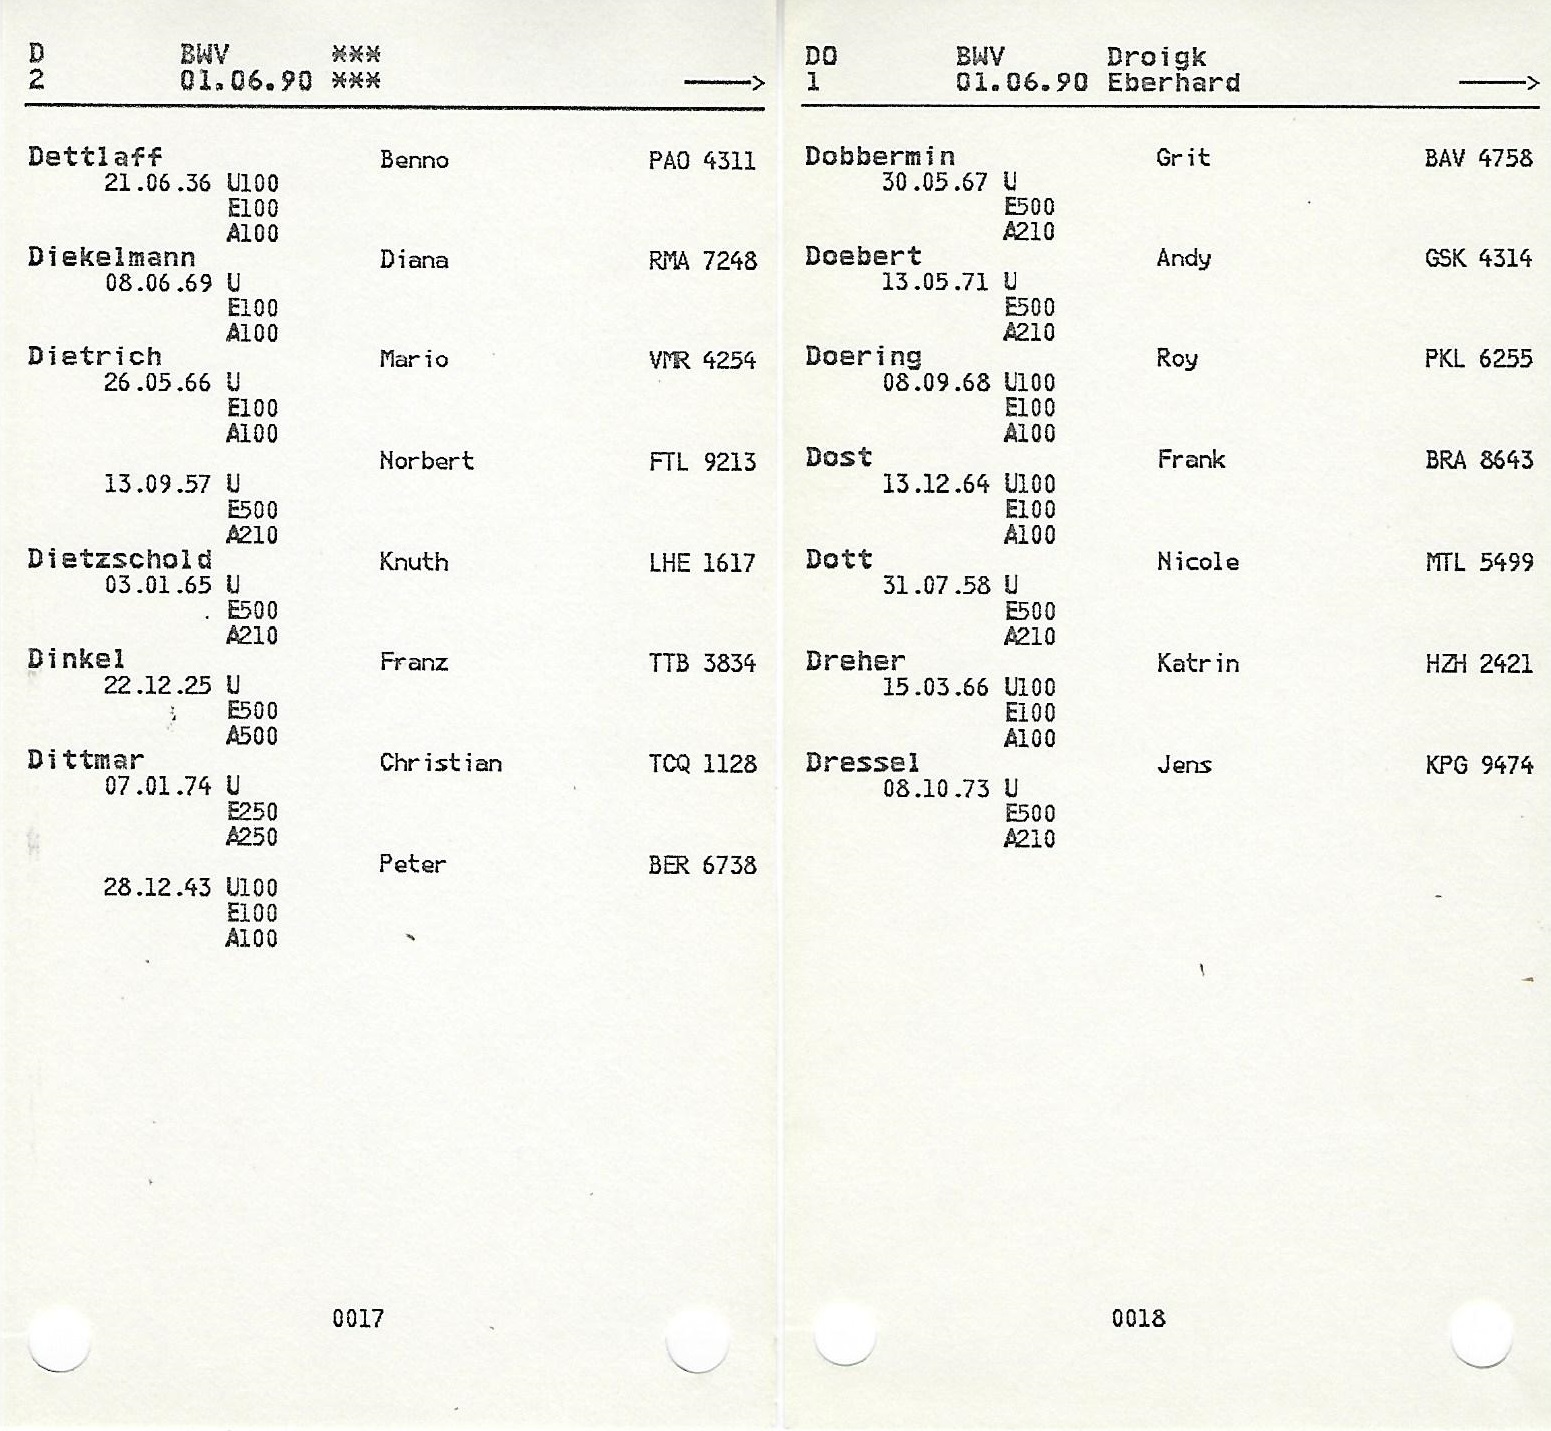 D BWV ***
2 01.06.90 *** ——>
Dettlaff Benno PAO 4311
21.06.36 U100
E100
A100
Diekelmann Diana RMA 7248
08.06.69 U
E100
A100
Dietrich Mario VMR 4254
26.05.66 U
E100
A100
Norbert FTL 9213
13.09.57 U
E500
A210
Dietzschold Knuth LHE 1617
03.01.65 U
E500
A210
Dinkel Franz TTB 3834
22.12.25 U
E500
A500
Dittmar Christian TCQ 1128
07.01.74 U
E250
A250
Peter BER 6738
28.12.43 U100
E100
A100
0017
DO BWV Droigk
1 01.06.90 Eberhard ——>
Dobbermin Grit BAV 4758
30.05.67 U
E500
A210
Doebert Andy GSK 4314
13.05.71 U
E500
A210
Doering Roy PKL 6255
08.09.68 U100
E100
A100
Dost Frank BRA 8643
13.12.64 U100
E100
A100
Dott Nicole MTL 5499
31.07.58 U
E500
A210
Dreher Katrin HZH 2421
15.03.66 U100
E100
A100
Dressel Jens KPG 9474
08.10.73 U
E500
A210
0018